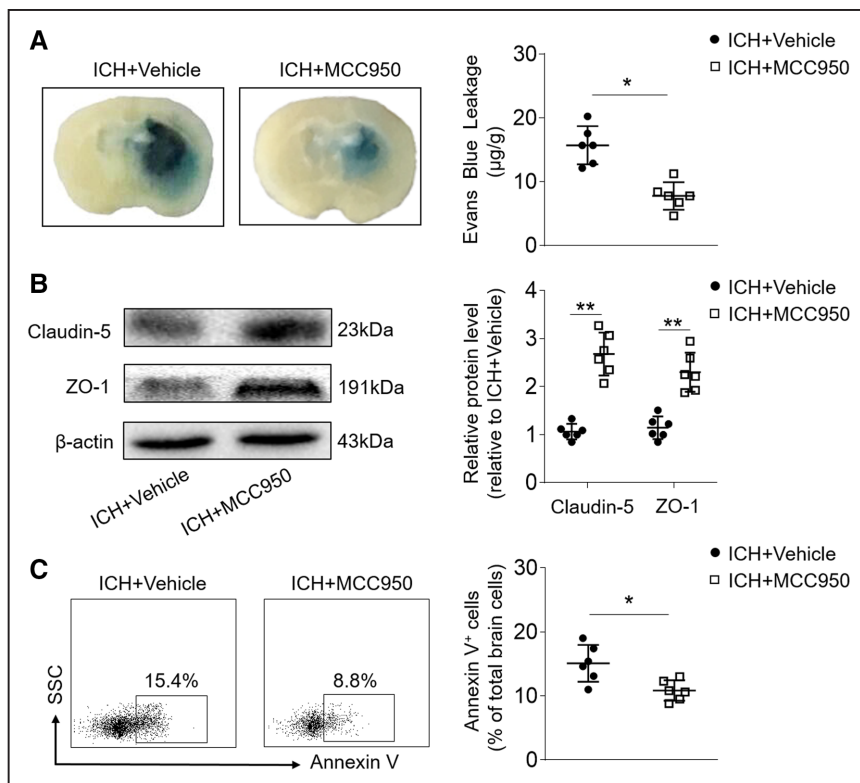 A
ICH+Vehicle
ICH+MCC950
Evans Blue Leakage
(μg/g)
30
20
10
0
*
ICH+Vehicle
ICH+MCC950
B
Claudin-5
23kDa
ZO-1
191kDa
β-actin
43kDa
ICH+Vehicle
ICH+MCC950
Relative protein level
(relative to ICH+Vehicle)
4
3
2
1
0
**
**
Claudin-5
ZO-1
ICH+Vehicle
ICH+MCC950
C
ICH+Vehicle
ICH+MCC950
15.4%
8.8%
SSC
Annexin V
Annexin V⁺ cells
(% of total brain cells)
30
20
10
0
*
ICH+Vehicle
ICH+MCC950